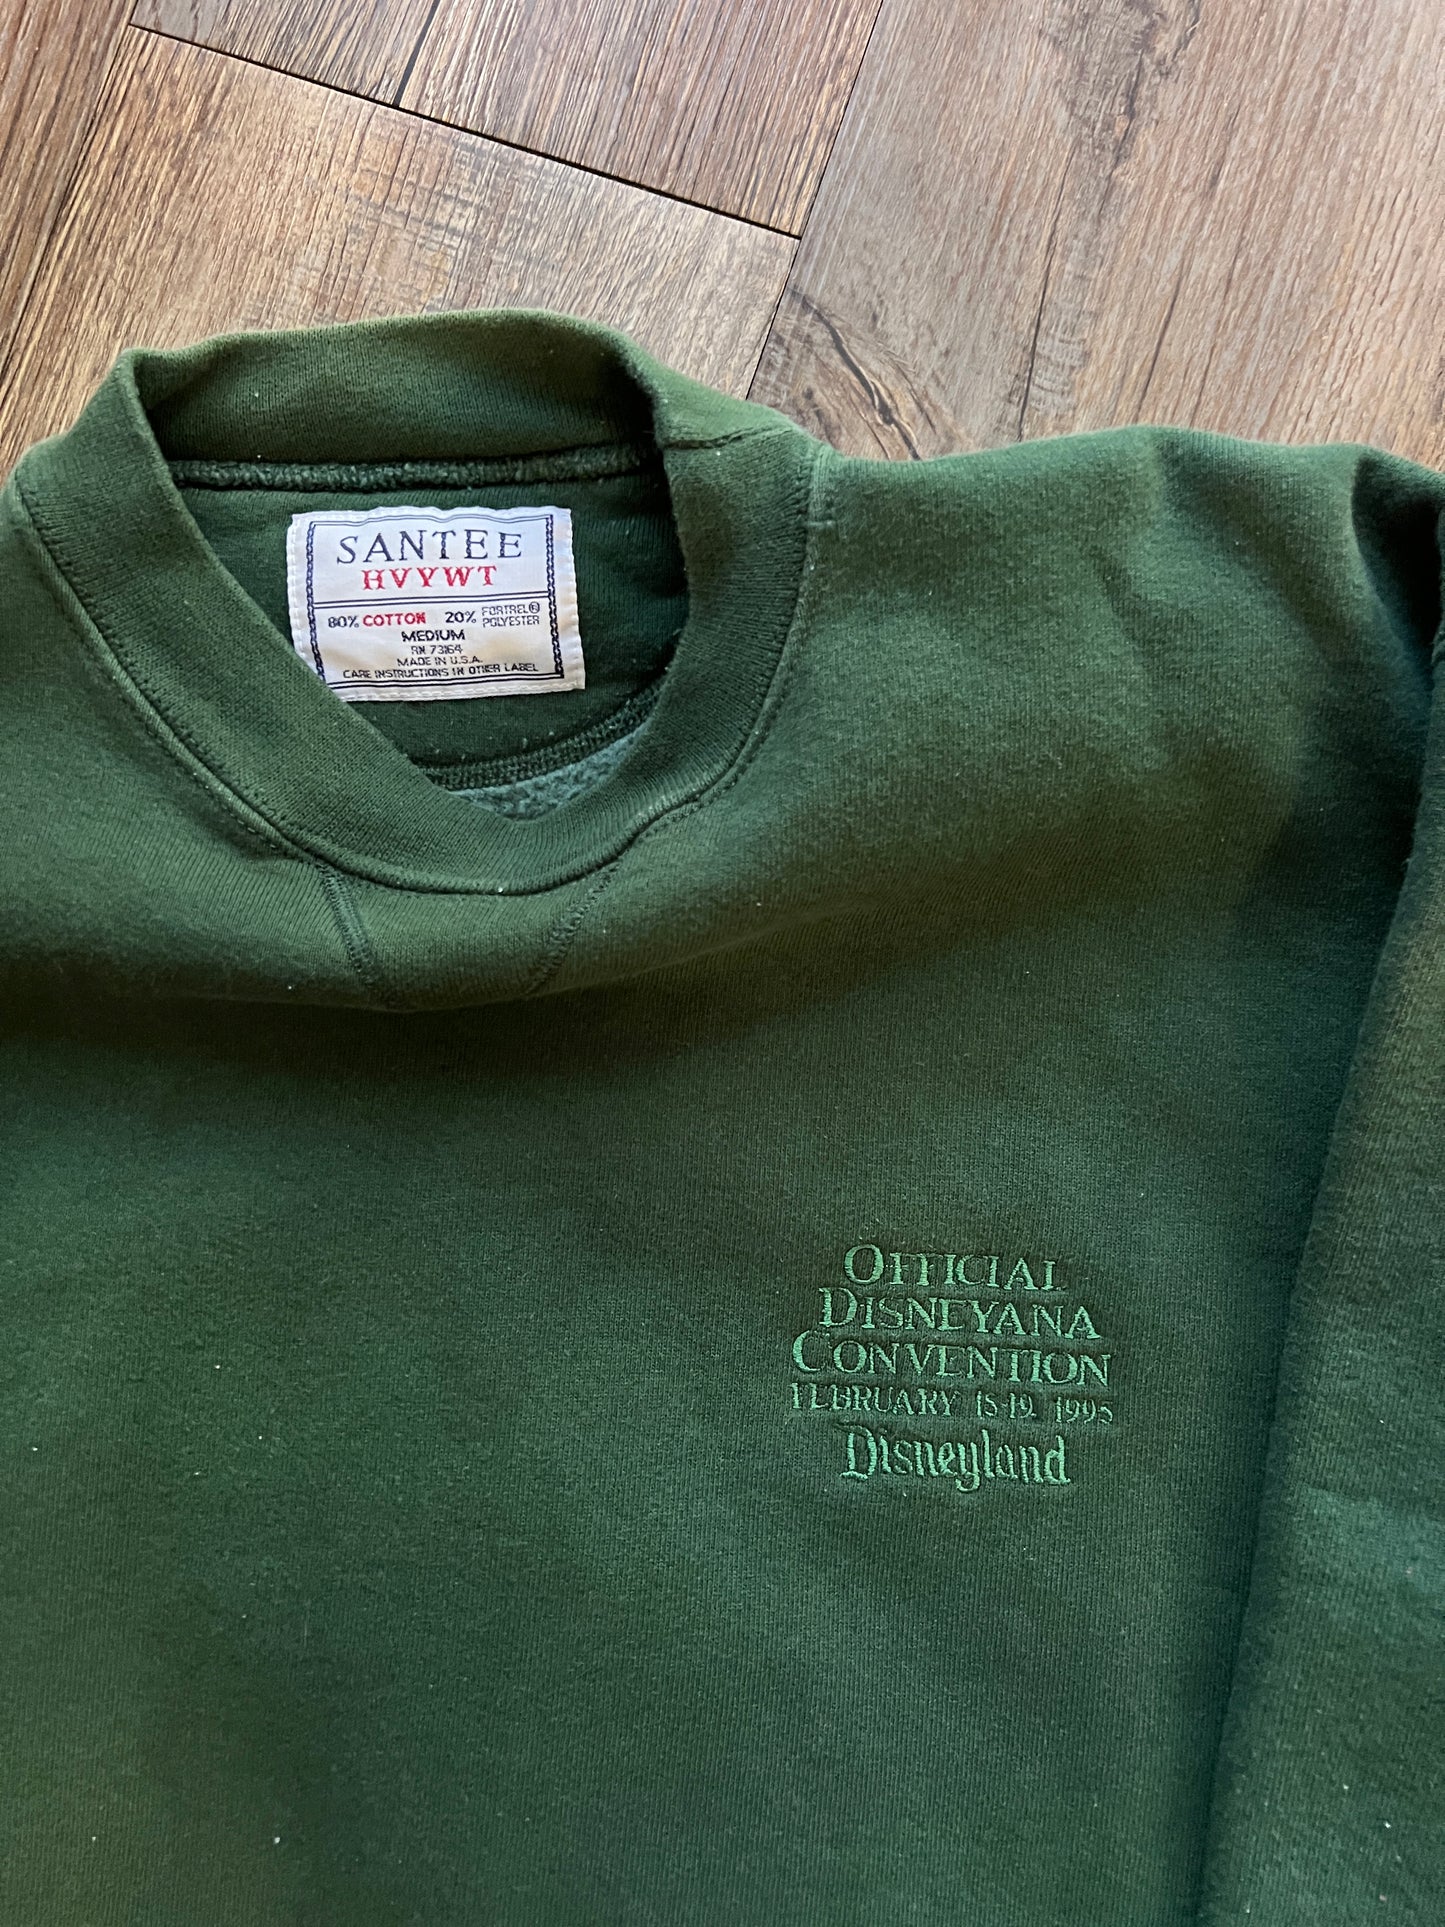 SANTEE
HVYWT
80% COTTON 20% FORTREL® POLYESTER
MEDIUM
RN 73164
MADE IN U.S.A.
CARE INSTRUCTIONS IN OTHER LABEL
OFFICIAL
DISNEYANA
CONVENTION
FEBRUARY 18-19, 1995
Disneyland